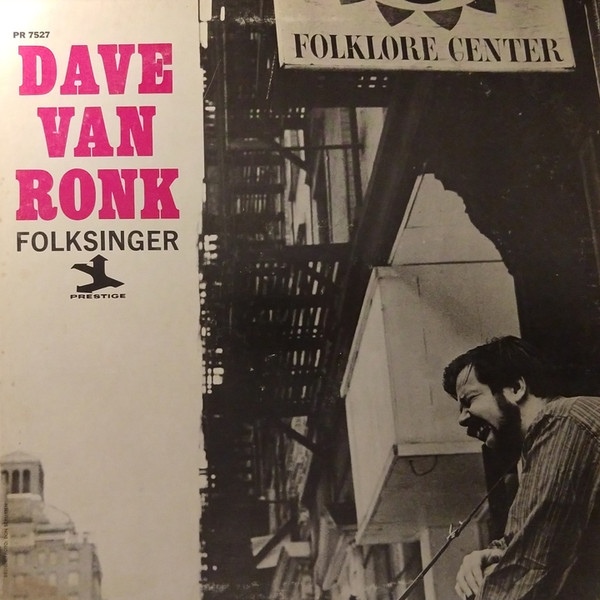 PR 7527
DAVE
VAN
RONK
FOLKSINGER
PRESTIGE
FOLKLORE CENTER